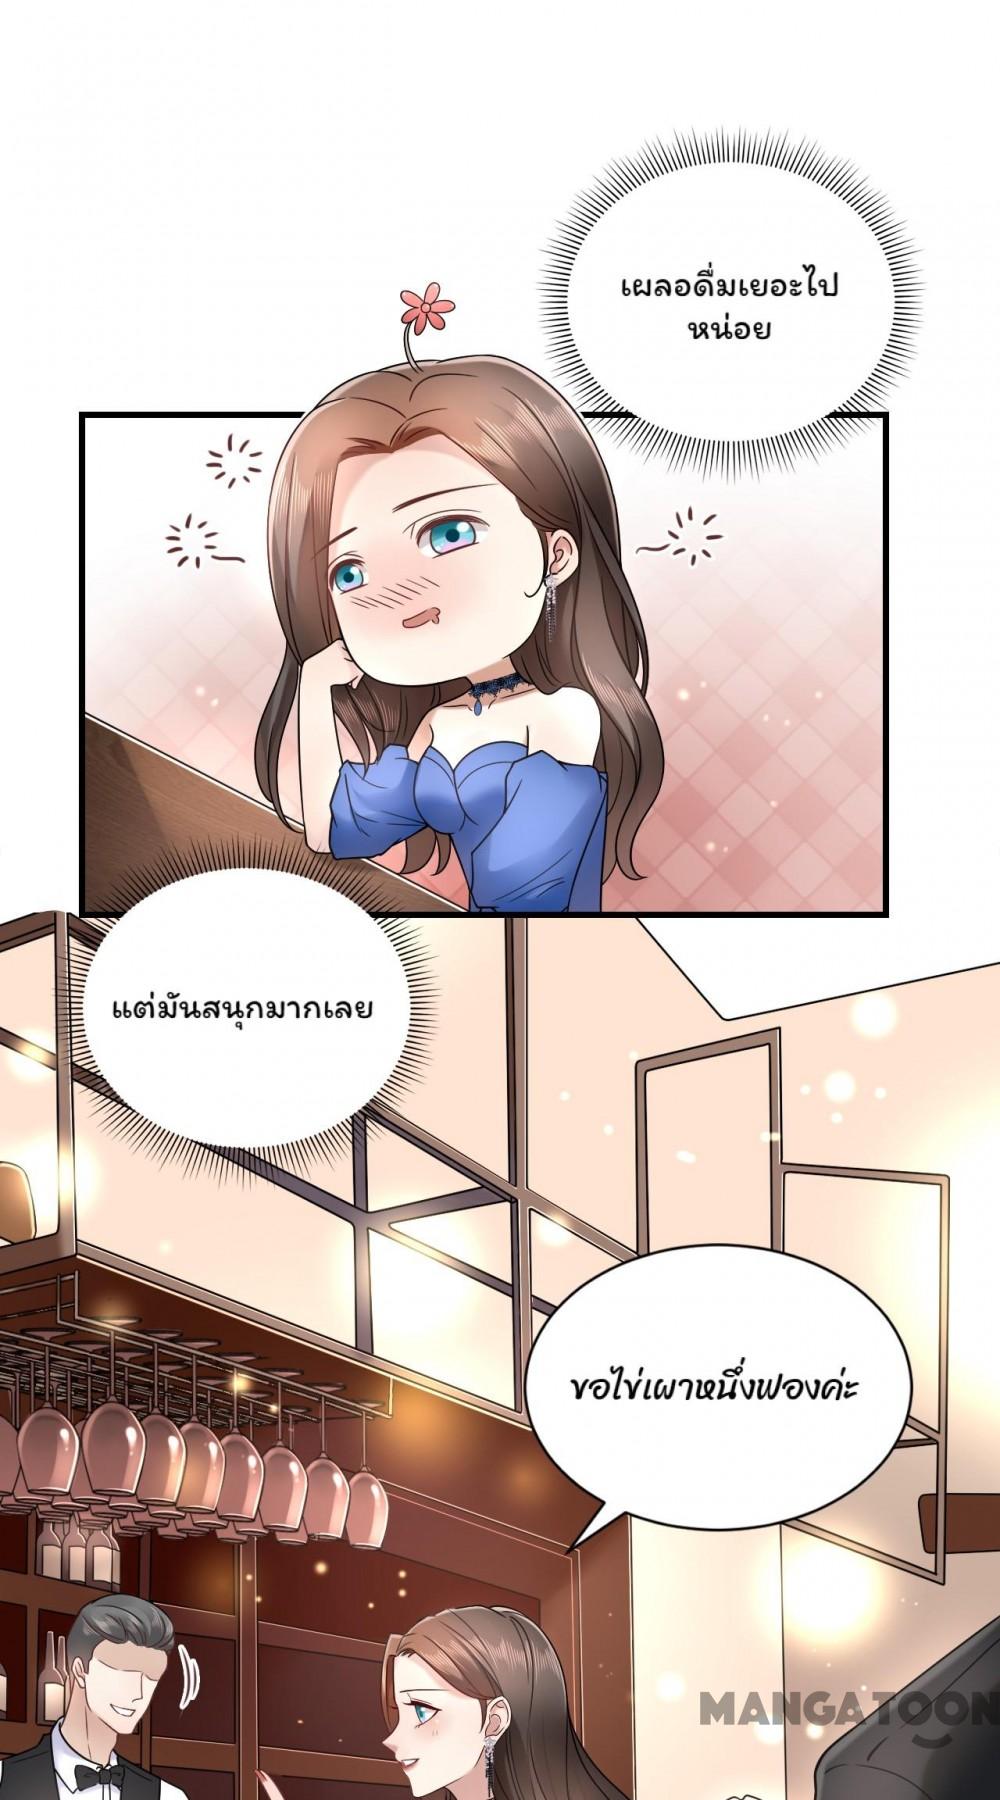 เผลอดื่มเยอะไป
หน่อย
แต่มันสนุกมากเลย
ขอไข่เผาหนึ่งฟองค่ะ
MANGATOON